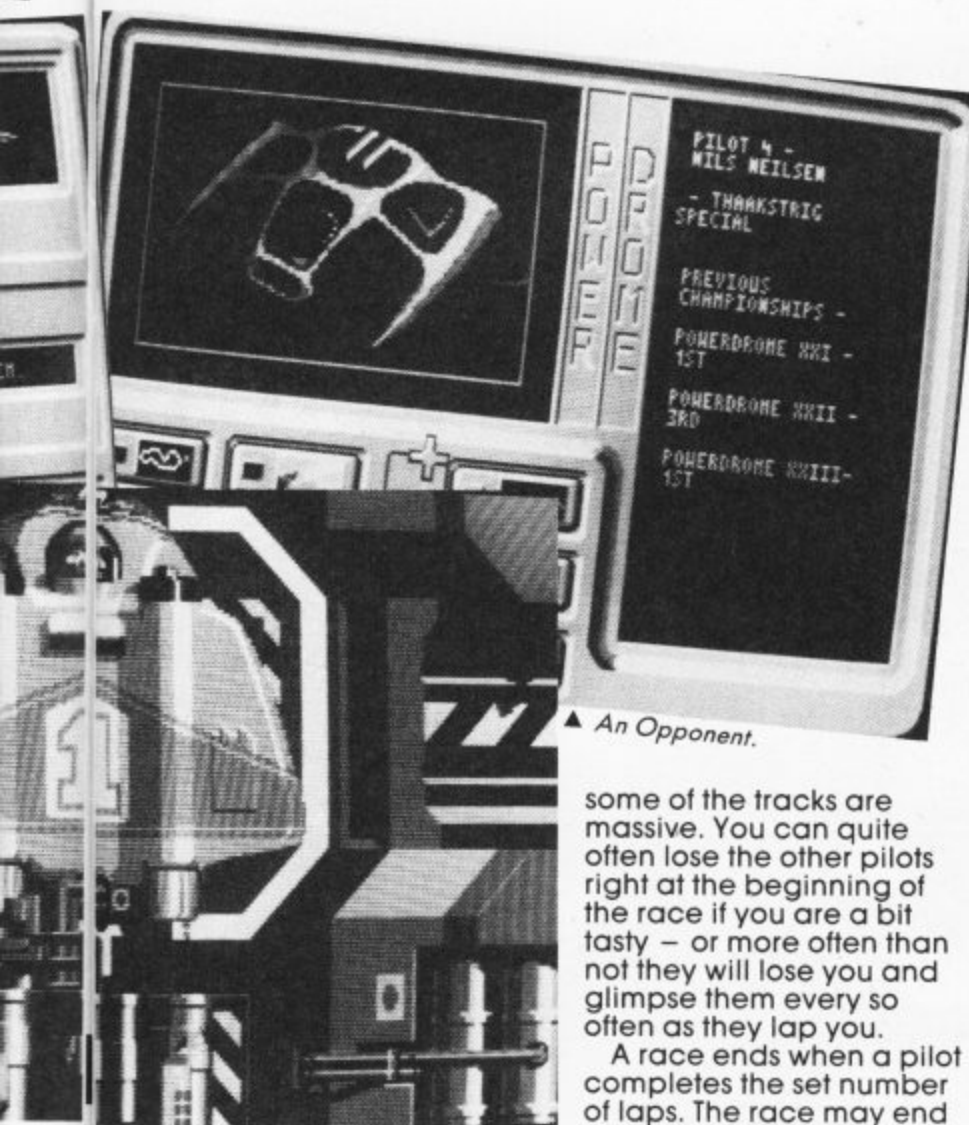 EM
POWER
DROME
PILOT 4 -
NILS NEILSEN
- THAAKSTRIG
SPECIAL
PREVIOUS
CHAMPIONSHIPS -
POWERDROME XXI -
1ST
POWERDROME XXII -
3RD
POWERDROME XXIII-
1ST
1
▲ An Opponent.
some of the tracks are
massive. You can quite
often lose the other pilots
right at the beginning of
the race if you are a bit
tasty – or more often than
not they will lose you and
glimpse them every so
often as they lap you.
A race ends when a pilot
completes the set number
of laps. The race may end